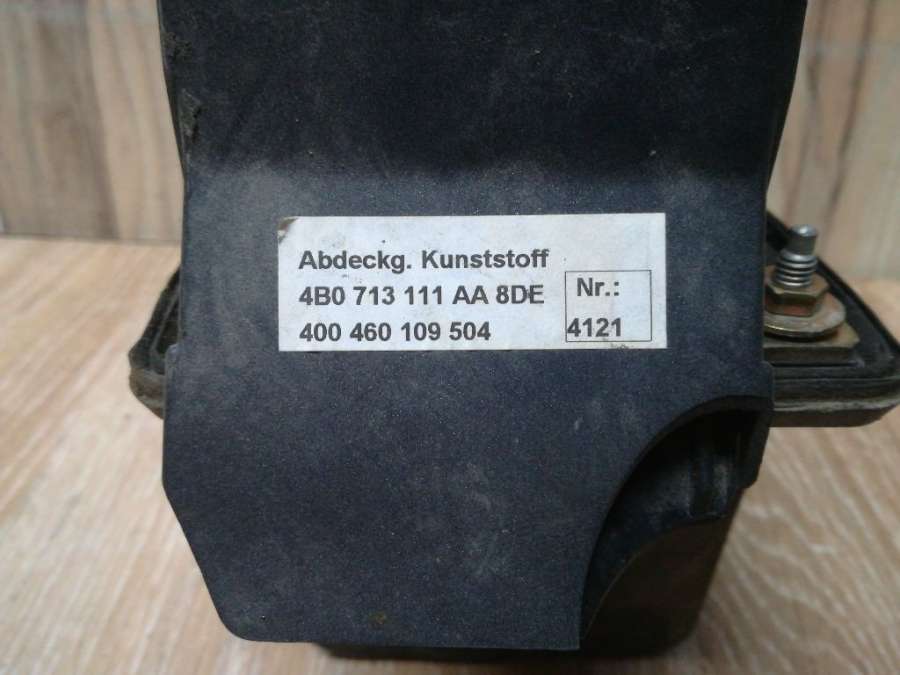 Abdeckg. Kunststoff
4B0 713 111 AA 8DE
400 460 109 504
Nr.:
4121